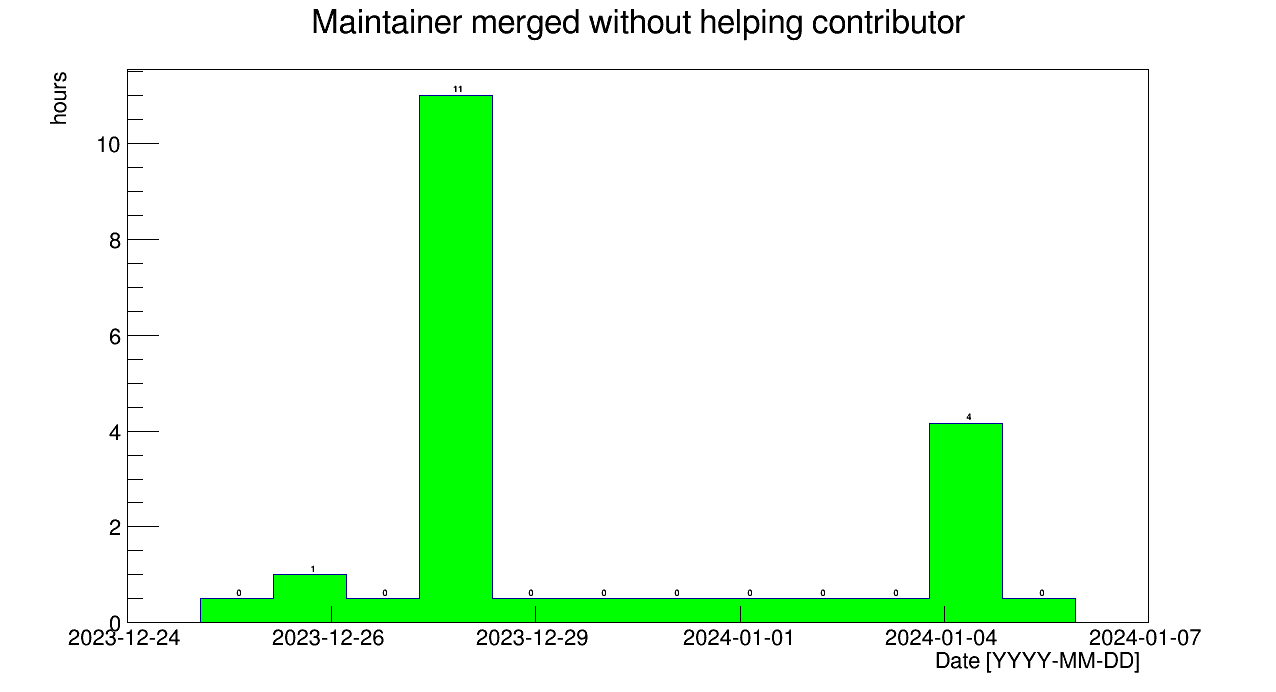 Maintainer merged without helping contributor
hours
10
8
6
4
2
0
11
4
1
0 0 0 0 0 0 0 0 0
2023-12-24 2023-12-26 2023-12-29 2024-01-01 2024-01-04 2024-01-07
Date [YYYY-MM-DD]